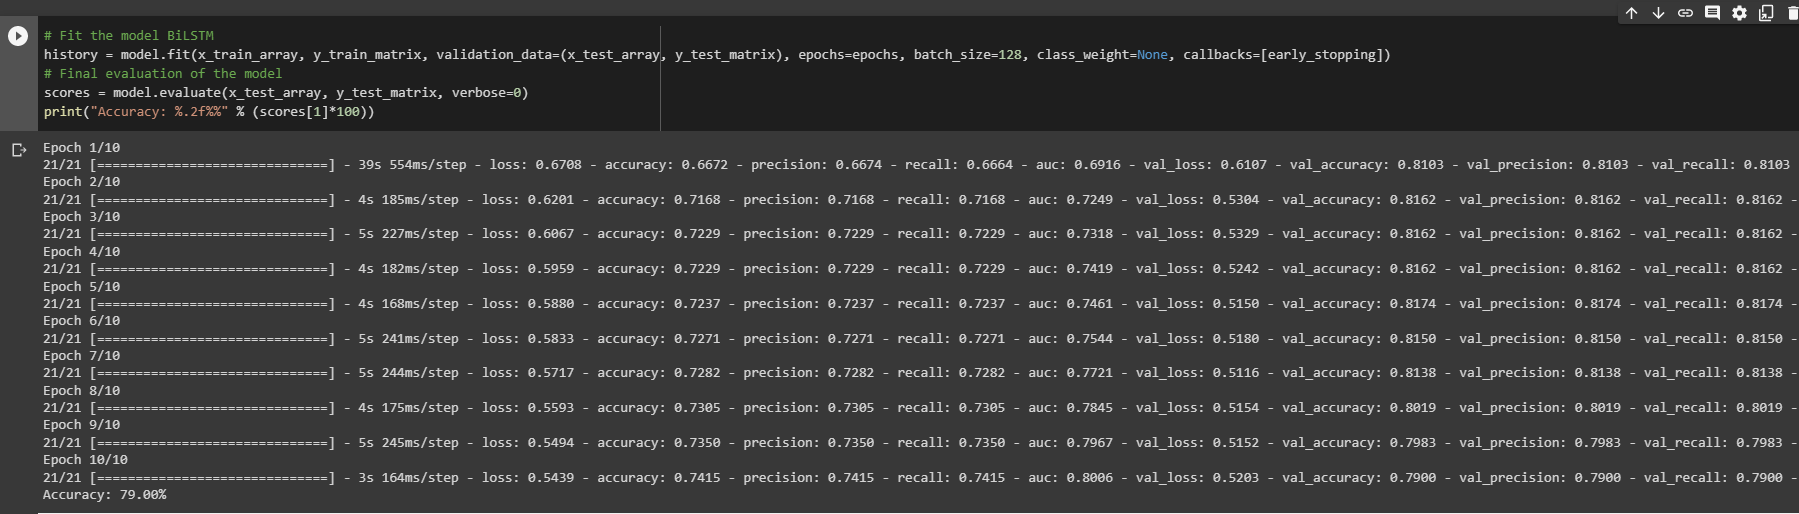 # Fit the model BiLSTM
history = model.fit(x_train_array, y_train_matrix, validation_data=(x_test_array, y_test_matrix), epochs=epochs, batch_size=128, class_weight=None, callbacks=[early_stopping])
# Final evaluation of the model
scores = model.evaluate(x_test_array, y_test_matrix, verbose=0)
print("Accuracy: %.2f%%" % (scores[1]*100))
Epoch 1/10
21/21 [==============================] - 39s 554ms/step - loss: 0.6708 - accuracy: 0.6672 - precision: 0.6674 - recall: 0.6664 - auc: 0.6916 - val_loss: 0.6107 - val_accuracy: 0.8103 - val_precision: 0.8103 - val_recall: 0.8103
Epoch 2/10
21/21 [==============================] - 4s 185ms/step - loss: 0.6201 - accuracy: 0.7168 - precision: 0.7168 - recall: 0.7168 - auc: 0.7249 - val_loss: 0.5304 - val_accuracy: 0.8162 - val_precision: 0.8162 - val_recall: 0.8162 -
Epoch 3/10
21/21 [==============================] - 5s 227ms/step - loss: 0.6067 - accuracy: 0.7229 - precision: 0.7229 - recall: 0.7229 - auc: 0.7318 - val_loss: 0.5329 - val_accuracy: 0.8162 - val_precision: 0.8162 - val_recall: 0.8162 -
Epoch 4/10
21/21 [==============================] - 4s 182ms/step - loss: 0.5959 - accuracy: 0.7229 - precision: 0.7229 - recall: 0.7229 - auc: 0.7419 - val_loss: 0.5242 - val_accuracy: 0.8162 - val_precision: 0.8162 - val_recall: 0.8162 -
Epoch 5/10
21/21 [==============================] - 4s 168ms/step - loss: 0.5880 - accuracy: 0.7237 - precision: 0.7237 - recall: 0.7237 - auc: 0.7461 - val_loss: 0.5150 - val_accuracy: 0.8174 - val_precision: 0.8174 - val_recall: 0.8174 -
Epoch 6/10
21/21 [==============================] - 5s 241ms/step - loss: 0.5833 - accuracy: 0.7271 - precision: 0.7271 - recall: 0.7271 - auc: 0.7544 - val_loss: 0.5180 - val_accuracy: 0.8150 - val_precision: 0.8150 - val_recall: 0.8150 -
Epoch 7/10
21/21 [==============================] - 5s 244ms/step - loss: 0.5717 - accuracy: 0.7282 - precision: 0.7282 - recall: 0.7282 - auc: 0.7721 - val_loss: 0.5116 - val_accuracy: 0.8138 - val_precision: 0.8138 - val_recall: 0.8138 -
Epoch 8/10
21/21 [==============================] - 4s 175ms/step - loss: 0.5593 - accuracy: 0.7305 - precision: 0.7305 - recall: 0.7305 - auc: 0.7845 - val_loss: 0.5154 - val_accuracy: 0.8019 - val_precision: 0.8019 - val_recall: 0.8019 -
Epoch 9/10
21/21 [==============================] - 5s 245ms/step - loss: 0.5494 - accuracy: 0.7350 - precision: 0.7350 - recall: 0.7350 - auc: 0.7967 - val_loss: 0.5152 - val_accuracy: 0.7983 - val_precision: 0.7983 - val_recall: 0.7983 -
Epoch 10/10
21/21 [==============================] - 3s 164ms/step - loss: 0.5439 - accuracy: 0.7415 - precision: 0.7415 - recall: 0.7415 - auc: 0.8006 - val_loss: 0.5203 - val_accuracy: 0.7900 - val_precision: 0.7900 - val_recall: 0.7900 -
Accuracy: 79.00%